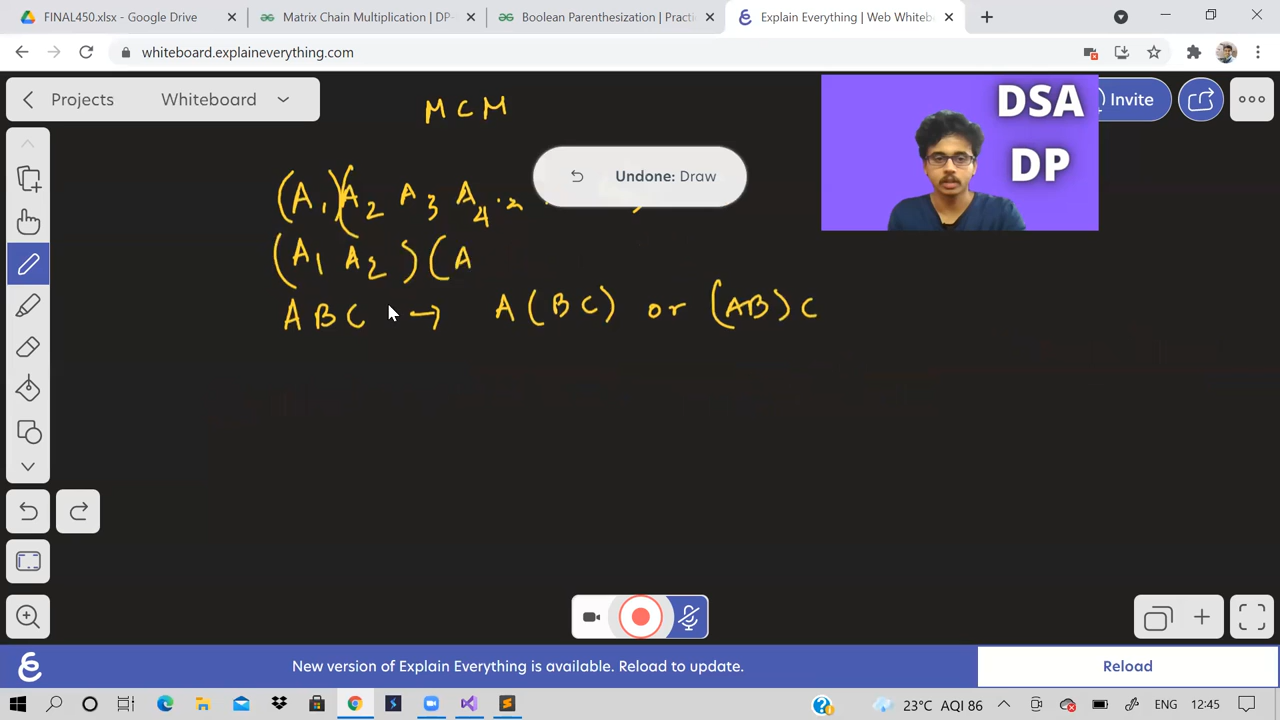 FINAL450.xlsx - Google Drive
Matrix Chain Multiplication | DP-
Boolean Parenthesization | Practi
Explain Everything | Web Whiteb
whiteboard.explaineverything.com
Projects
Whiteboard
Invite
M C M
DSA
DP
Undone: Draw
(A1)(A2 A3 A4 . .
(A1 A2) (A
A B C → A (BC) or (AB) C
New version of Explain Everything is available. Reload to update.
Reload
23°C AQI 86
ENG
12:45